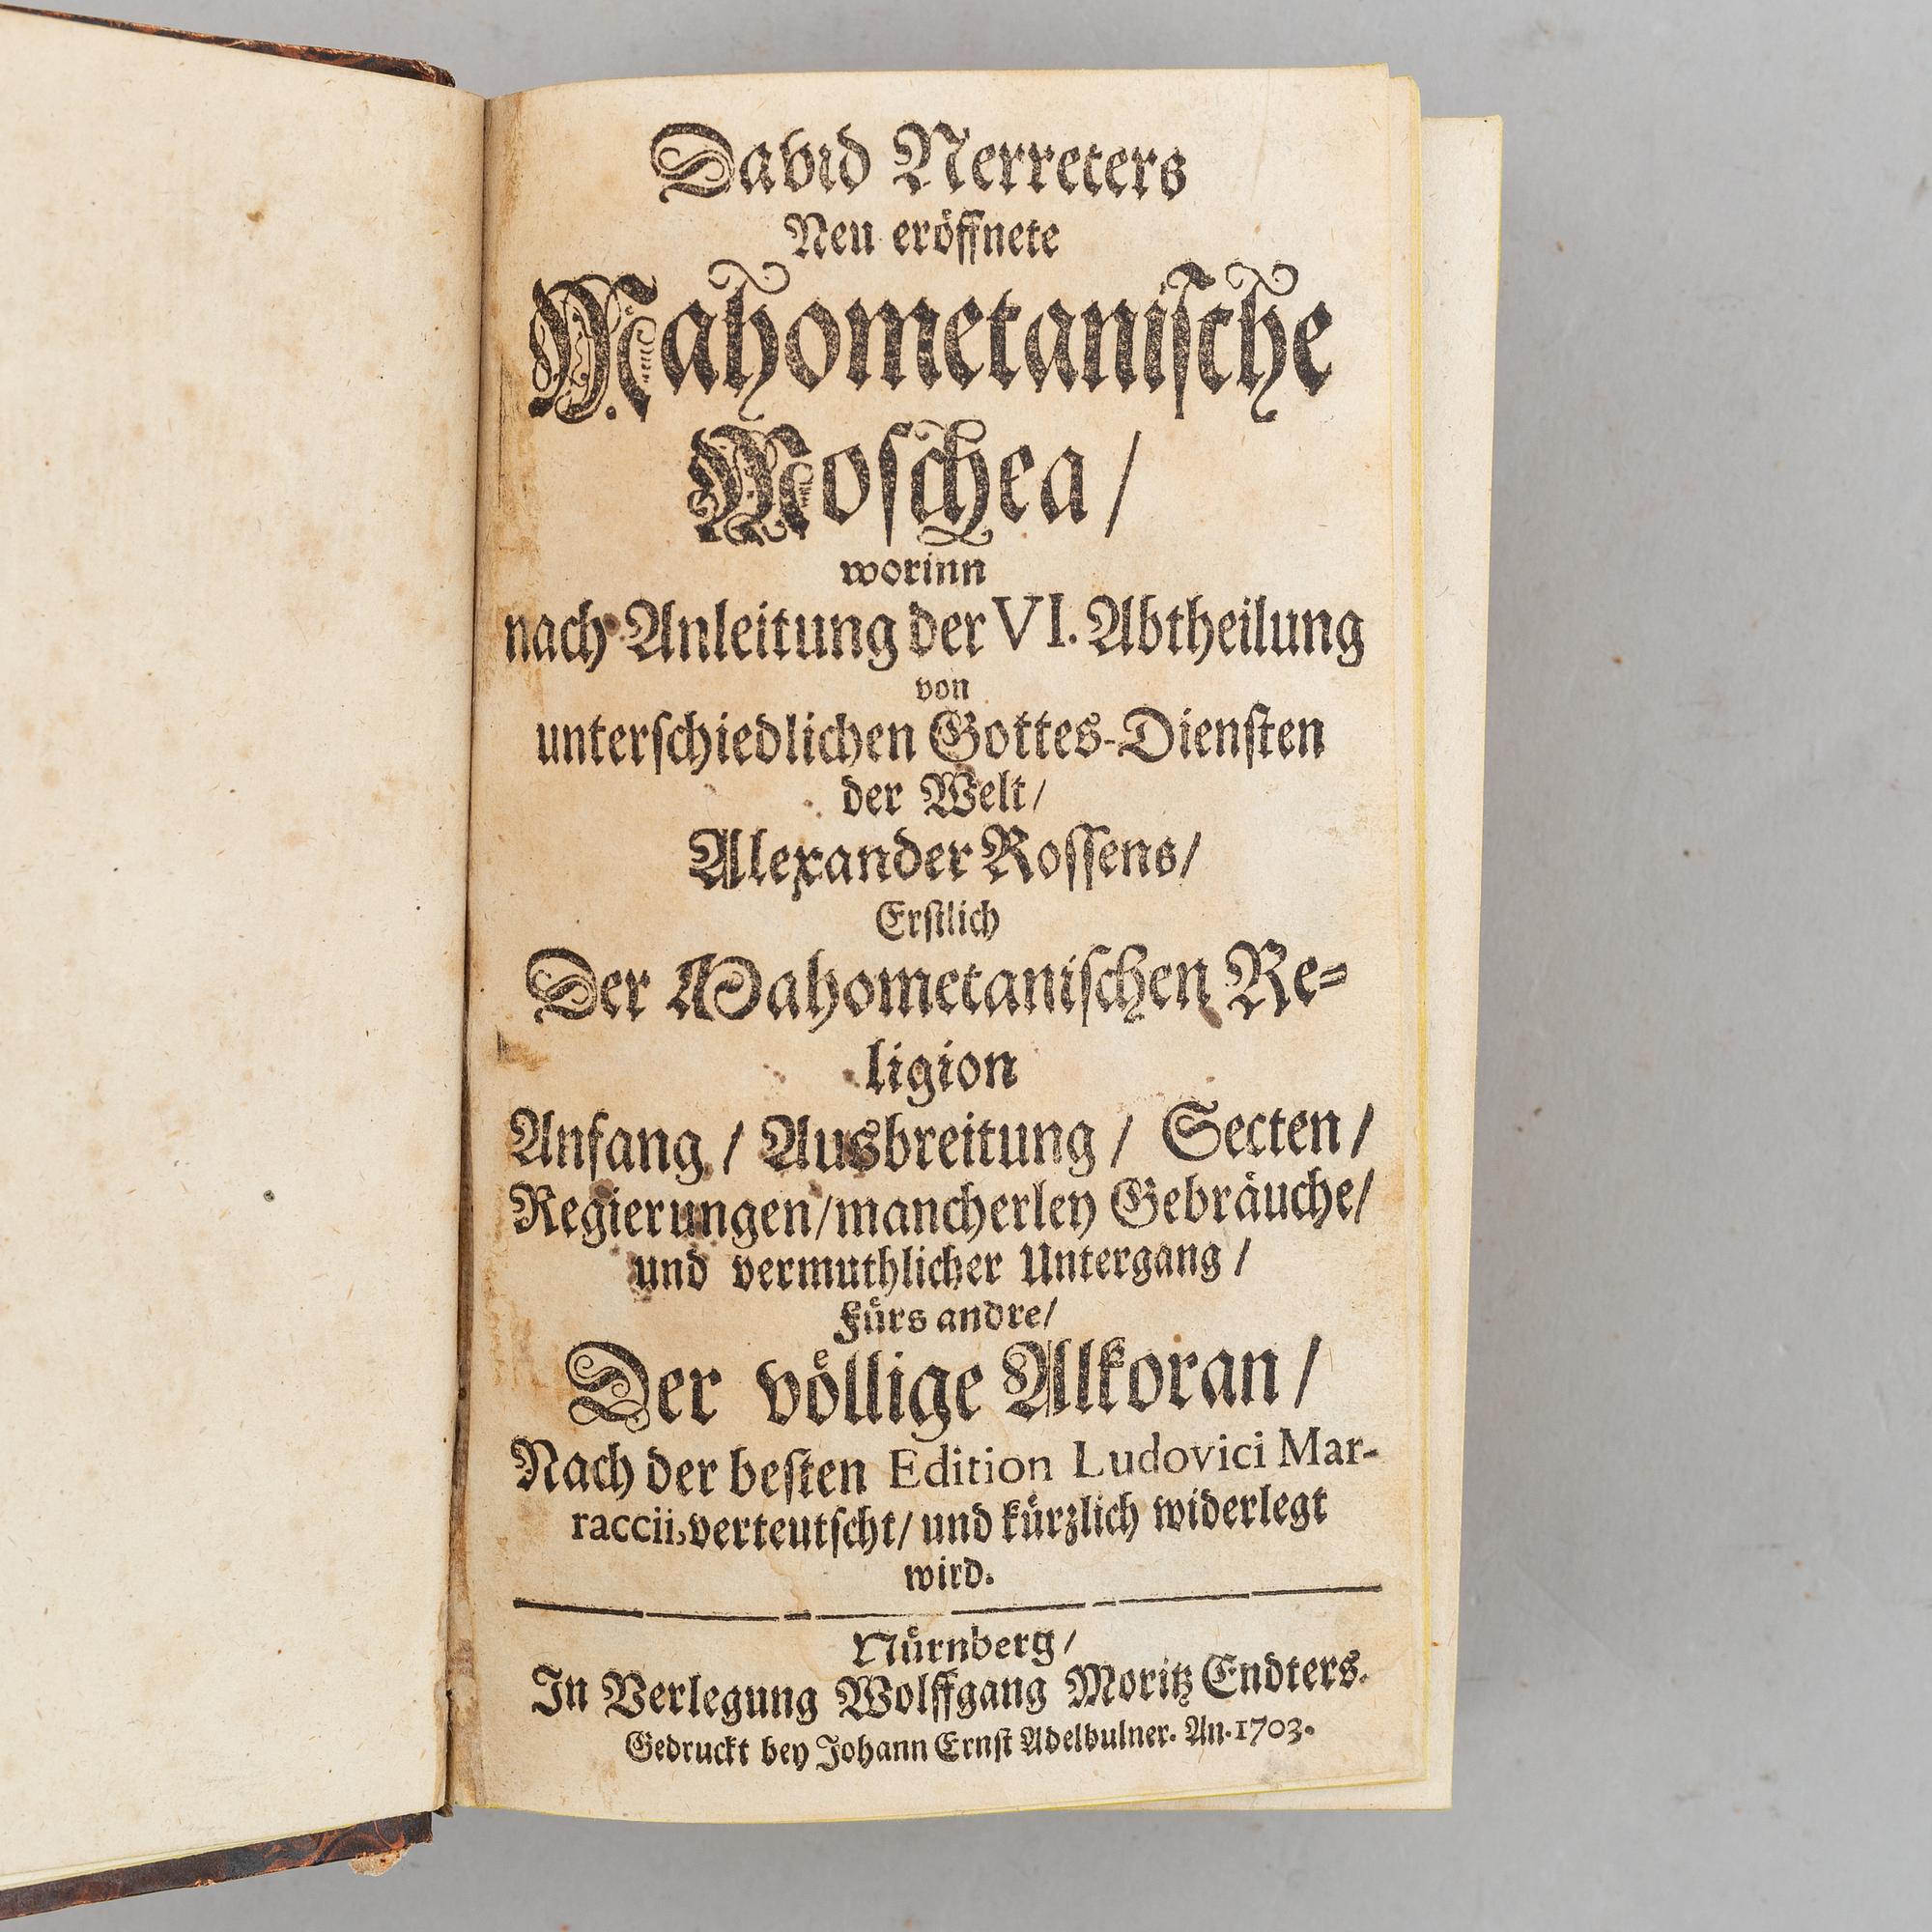 David Nerreters
Neu eröffnete
Mahometaniſche
Moſchea/
worinn
nach Anleitung der VI. Abtheilung
von
unterſchiedlichen Gottes-Dienſten
der Welt/
Alexander Roſſens/
Erſtlich
Der Mahometaniſchen Re-
ligion
Anfang/ Ausbreitung/ Secten/
Regierungen/ mancherley Gebräuche/
und vermuthlicher Untergang/
Fürs andre/
Der völlige Alkoran/
Nach der beſten Edition Ludovici Mar-
raccii, verteutſcht/ und kürzlich widerlegt
wird.
Nürnberg/
In Verlegung Wolffgang Moritz Endters.
Gedruckt bey Johann Ernſt Adelbulner. An. 1703.